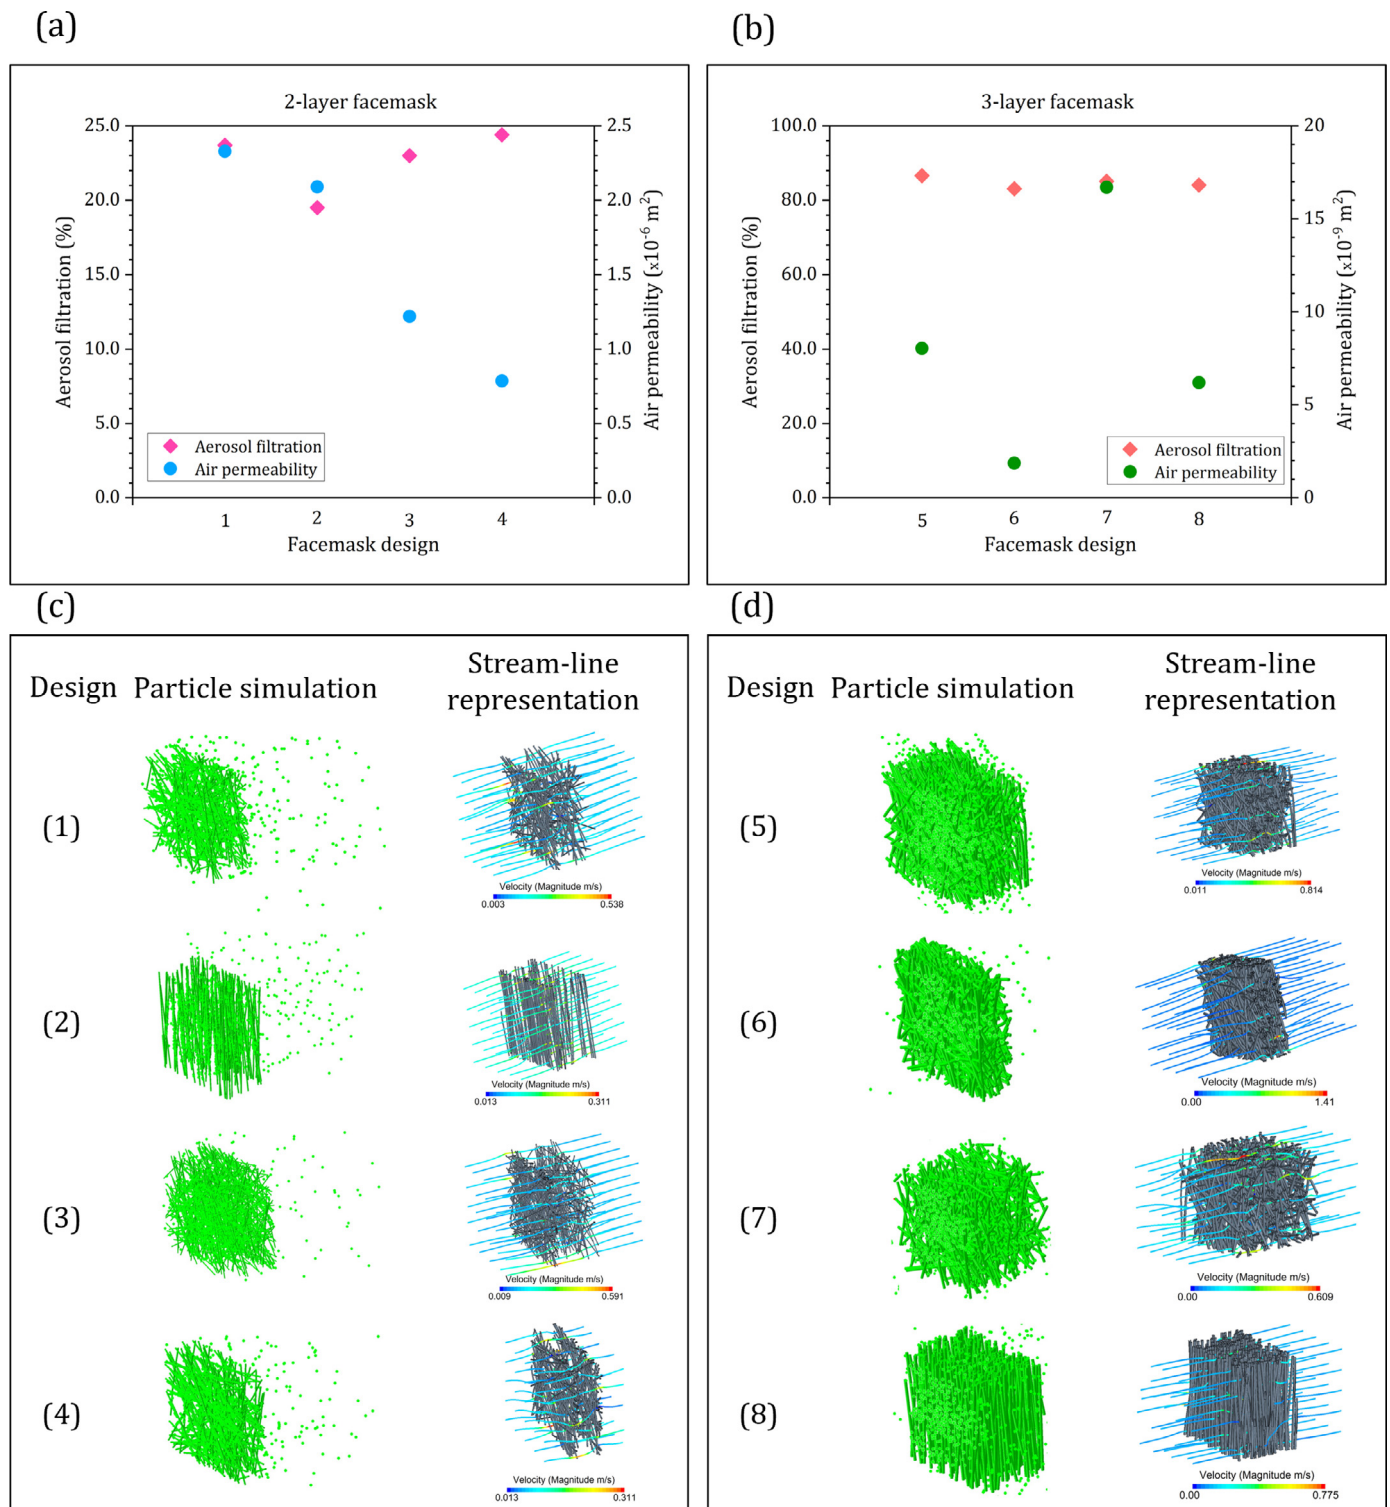 (a)
2-layer facemask
25.0
20.0
15.0
10.0
5.0
0.0
2.5
2.0
1.5
1.0
0.5
0.0
Aerosol filtration (%)
Air permeability (x10⁻⁶ m²)
Aerosol filtration
Air permeability
1 2 3 4
Facemask design
(b)
3-layer facemask
100.0
80.0
60.0
40.0
20.0
0.0
20
15
10
5
0
Aerosol filtration (%)
Air permeability (x10⁻⁹ m²)
Aerosol filtration
Air permeability
5 6 7 8
Facemask design
(c)
Design Particle simulation Stream-line
representation
(1)
Velocity (Magnitude m/s)
0.003 0.538
(2)
Velocity (Magnitude m/s)
0.013 0.311
(3)
Velocity (Magnitude m/s)
0.009 0.591
(4)
Velocity (Magnitude m/s)
0.013 0.311
(d)
Design Particle simulation Stream-line
representation
(5)
Velocity (Magnitude m/s)
0.011 0.814
(6)
Velocity (Magnitude m/s)
0.00 1.41
(7)
Velocity (Magnitude m/s)
0.00 0.609
(8)
Velocity (Magnitude m/s)
0.00 0.775